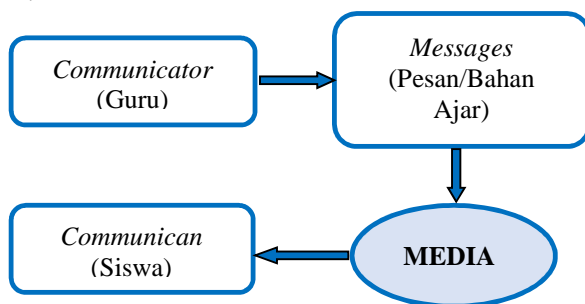 Communicator
(Guru)
Messages
(Pesan/Bahan
Ajar)
Communican
(Siswa)
MEDIA